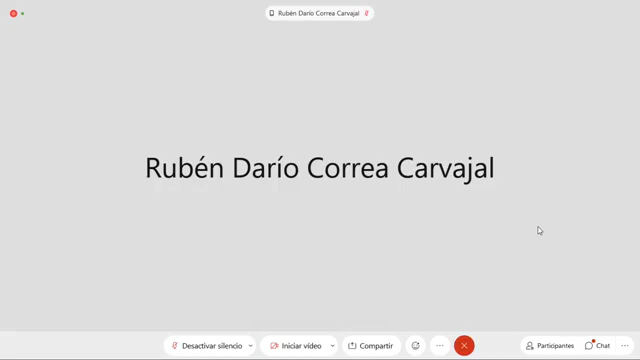 Rubén Darío Correa Carvajal
Rubén Darío Correa Carvajal
Desactivar silencio
Iniciar vídeo
Compartir
Participantes
Chat